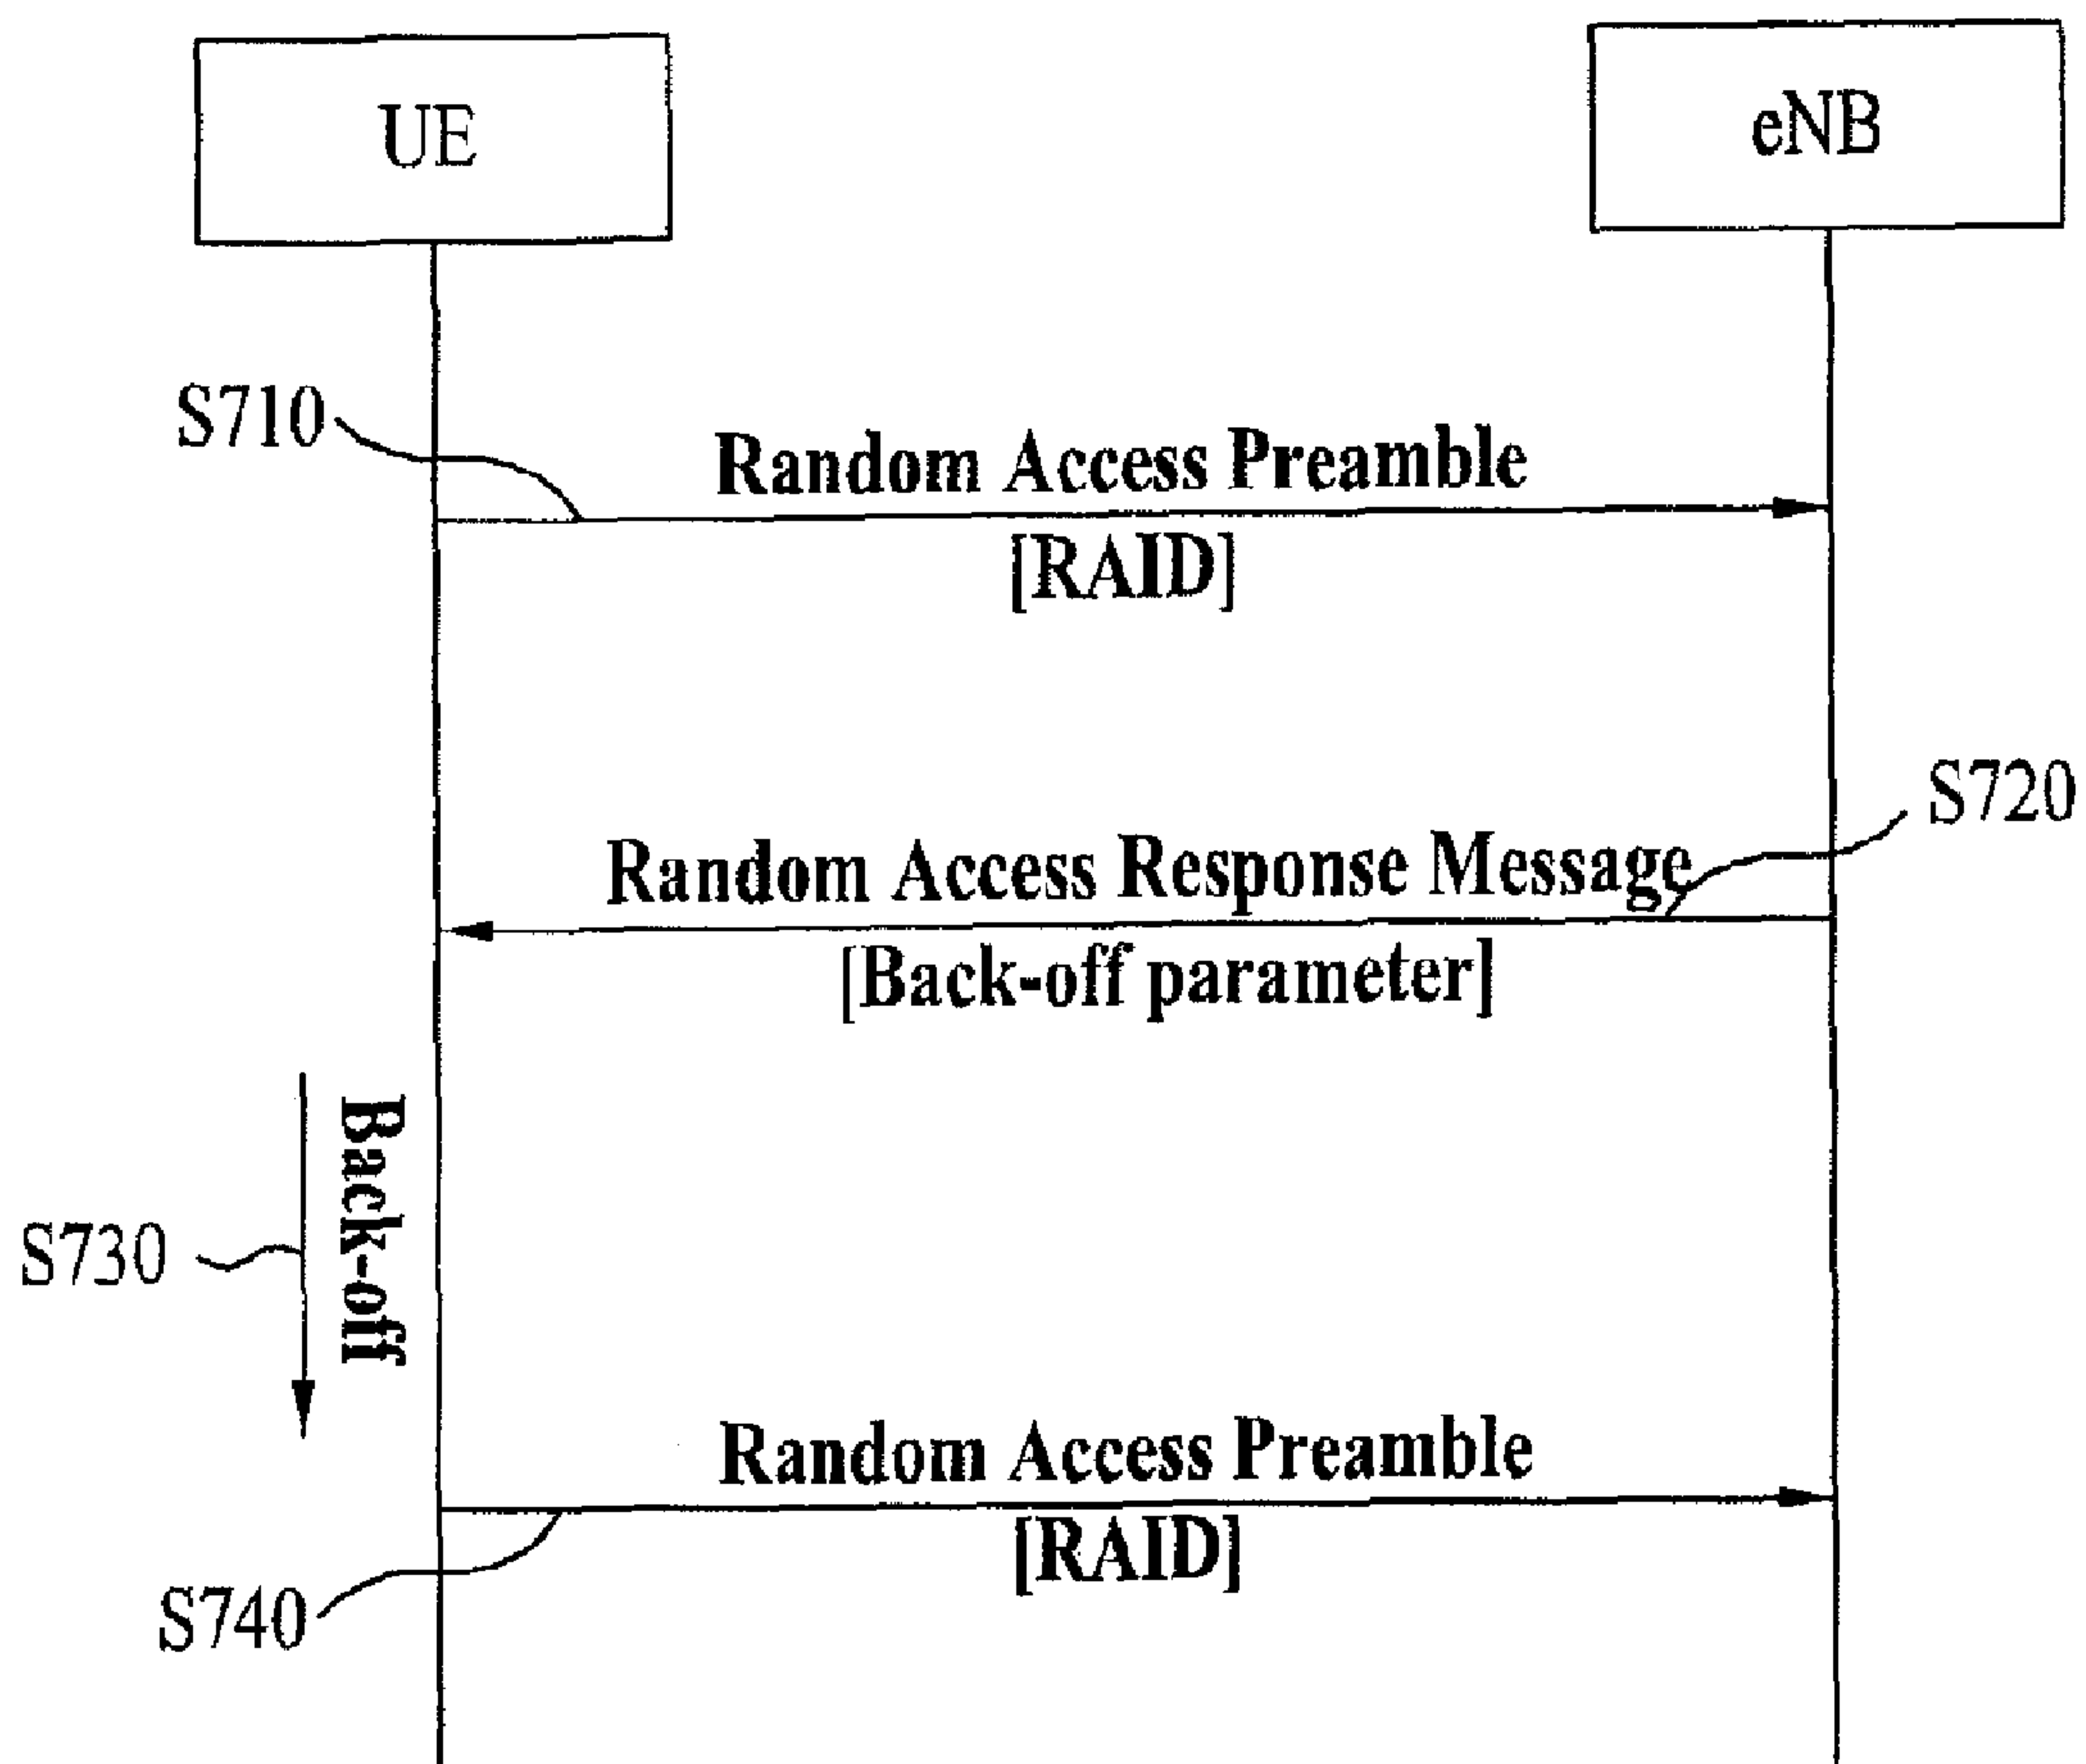 UE
eNB
S710
Random Access Preamble
[RAID]
S720
Random Access Response Message
[Back-off parameter]
Back-off
S730
Random Access Preamble
[RAID]
S740